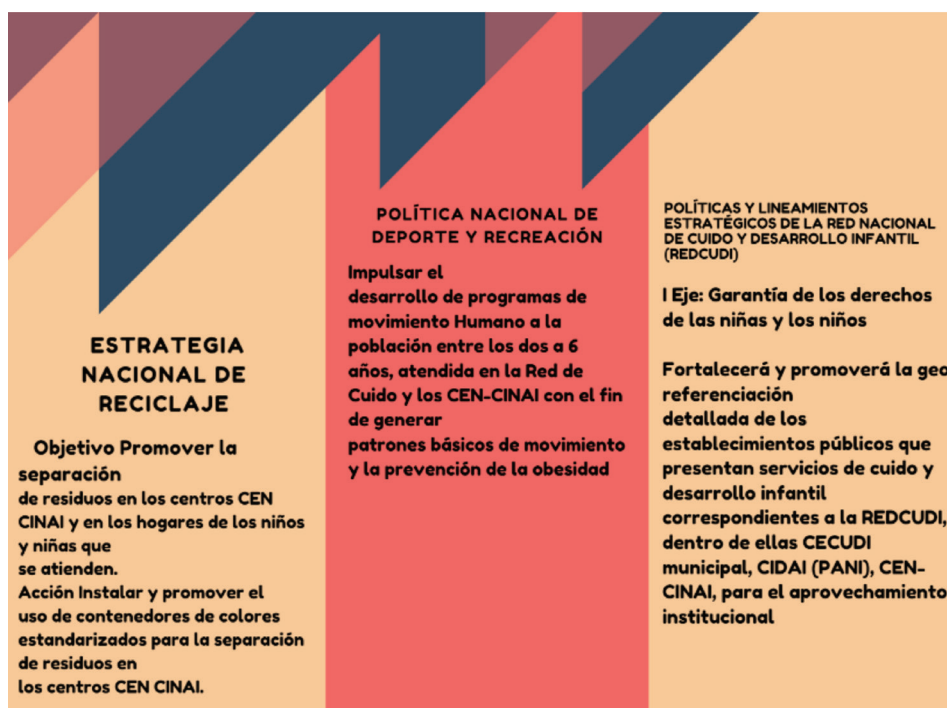 ESTRATEGIA
NACIONAL DE
RECICLAJE
Objetivo Promover la
separación
de residuos en los centros CEN
CINAI y en los hogares de los niños
y niñas que
se atienden.
Acción Instalar y promover el
uso de contenedores de colores
estandarizados para la separación
de residuos en
los centros CEN CINAI.
POLÍTICA NACIONAL DE
DEPORTE Y RECREACIÓN
Impulsar el
desarrollo de programas de
movimiento Humano a la
población entre los dos a 6
años, atendida en la Red de
Cuido y los CEN-CINAI con el fin
de generar
patrones básicos de movimiento
y la prevención de la obesidad
POLÍTICAS Y LINEAMIENTOS
ESTRATÉGICOS DE LA RED NACIONAL
DE CUIDO Y DESARROLLO INFANTIL
(REDCUDI)
I Eje: Garantía de los derechos
de las niñas y los niños
Fortalecerá y promoverá la geo
referenciación
detallada de los
establecimientos públicos que
presentan servicios de cuido y
desarrollo infantil
correspondientes a la REDCUDI,
dentro de ellas CECUDI
municipal, CIDAI (PANI), CEN-
CINAI, para el aprovechamiento
institucional